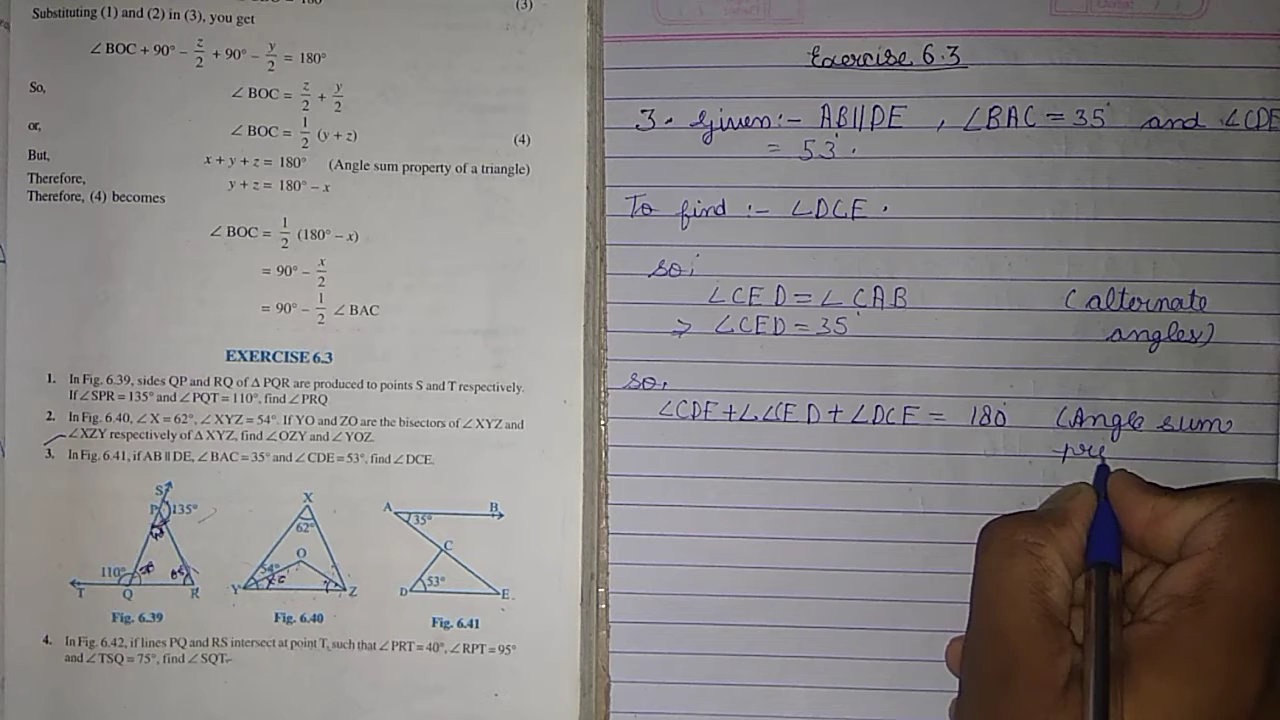 (3)
Substituting (1) and (2) in (3), you get
∠ BOC + 90° − z/2 + 90° − y/2 = 180°
So,
∠ BOC = z/2 + y/2
or,
∠ BOC = 1/2 (y + z)
(4)
But,
x + y + z = 180° (Angle sum property of a triangle)
Therefore,
y + z = 180° − x
Therefore, (4) becomes
∠ BOC = 1/2 (180° − x)
= 90° − x/2
= 90° − 1/2 ∠ BAC
EXERCISE 6.3
1. In Fig. 6.39, sides QP and RQ of Δ PQR are produced to points S and T respectively.
If ∠ SPR = 135° and ∠ PQT = 110°, find ∠ PRQ
2. In Fig. 6.40, ∠ X = 62°, ∠ XYZ = 54°. If YO and ZO are the bisectors of ∠ XYZ and
∠ XZY respectively of Δ XYZ, find ∠ OZY and ∠ YOZ.
3. In Fig. 6.41, if AB || DE, ∠ BAC = 35° and ∠ CDE = 53°, find ∠ DCE.
S
P
135°
110°
T
Q
R
Fig. 6.39
X
62°
O
54°
Y
Z
Fig. 6.40
A
B
35°
C
53°
D
E
Fig. 6.41
4. In Fig. 6.42, if lines PQ and RS intersect at point T, such that ∠ PRT = 40°, ∠ RPT = 95°
and ∠ TSQ = 75°, find ∠ SQT.
Exercise 6.3
3. Given:- AB||DE, ∠BAC = 35° and ∠CDE
= 53°.
To find :- ∠DCE.
so,
∠CED = ∠CAB (alternate
⇒ ∠CED = 35° angles)
so,
∠CDE + ∠CED + ∠DCE = 180° (Angle sum